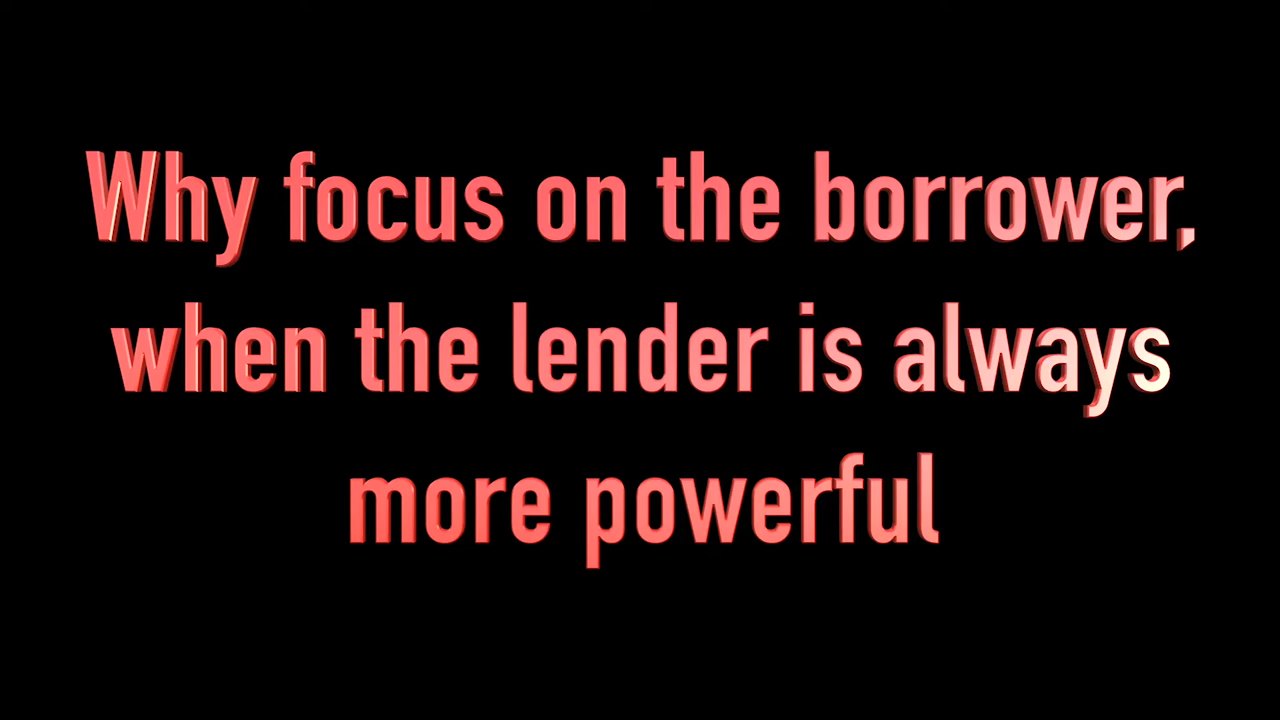 Why focus on the borrower,
when the lender is always
more powerful